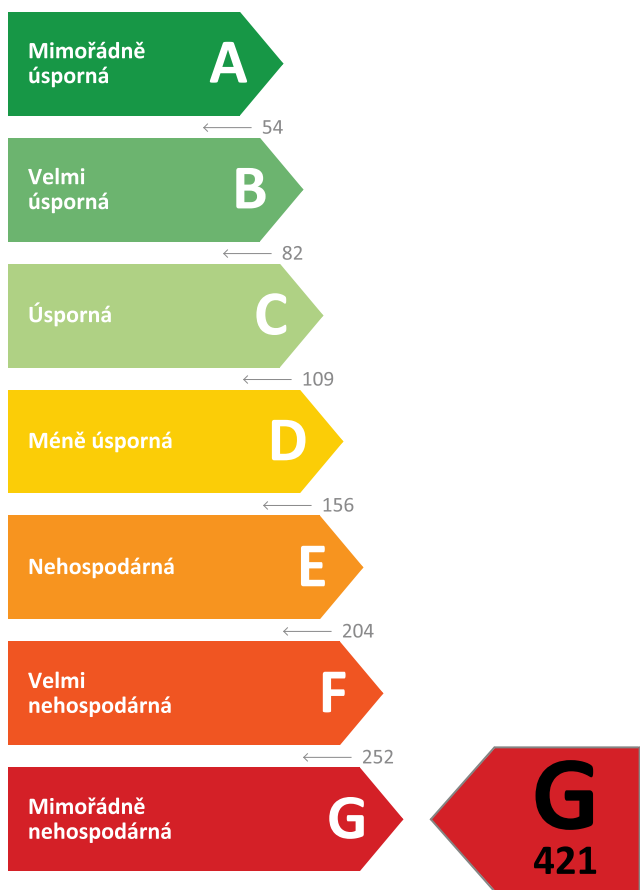 Mimořádně
úsporná
A
54
Velmi
úsporná
B
82
Úsporná
C
109
Méně úsporná
D
156
Nehospodárná
E
204
Velmi
nehospodárná
F
252
Mimořádně
nehospodárná
G
G
421